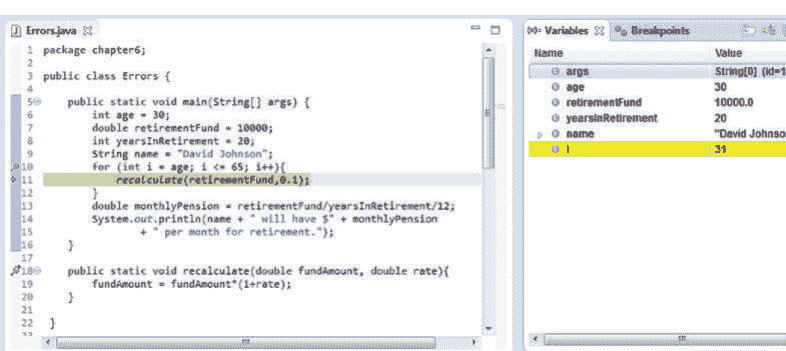 Errors.java
1 package chapter6;
2
3 public class Errors {
4
5 public static void main(String[] args) {
6 int age = 30;
7 double retirementFund = 10000;
8 int yearsInRetirement = 20;
9 String name = "David Johnson";
10 for (int i = age; i <= 65; i++){
11 recalculate(retirementFund,0.1);
12 }
13 double monthlyPension = retirementFund/yearsInRetirement/12;
14 System.out.println(name + " will have $" + monthlyPension
15 + " per month for retirement.");
16 }
17
18 public static void recalculate(double fundAmount, double rate){
19 fundAmount = fundAmount*(1+rate);
20 }
21
22 }
(x)= Variables Breakpoints
Name Value
args String[0] (id=1
age 30
retirementFund 10000.0
yearsInRetirement 20
name "David Johnso
i 31